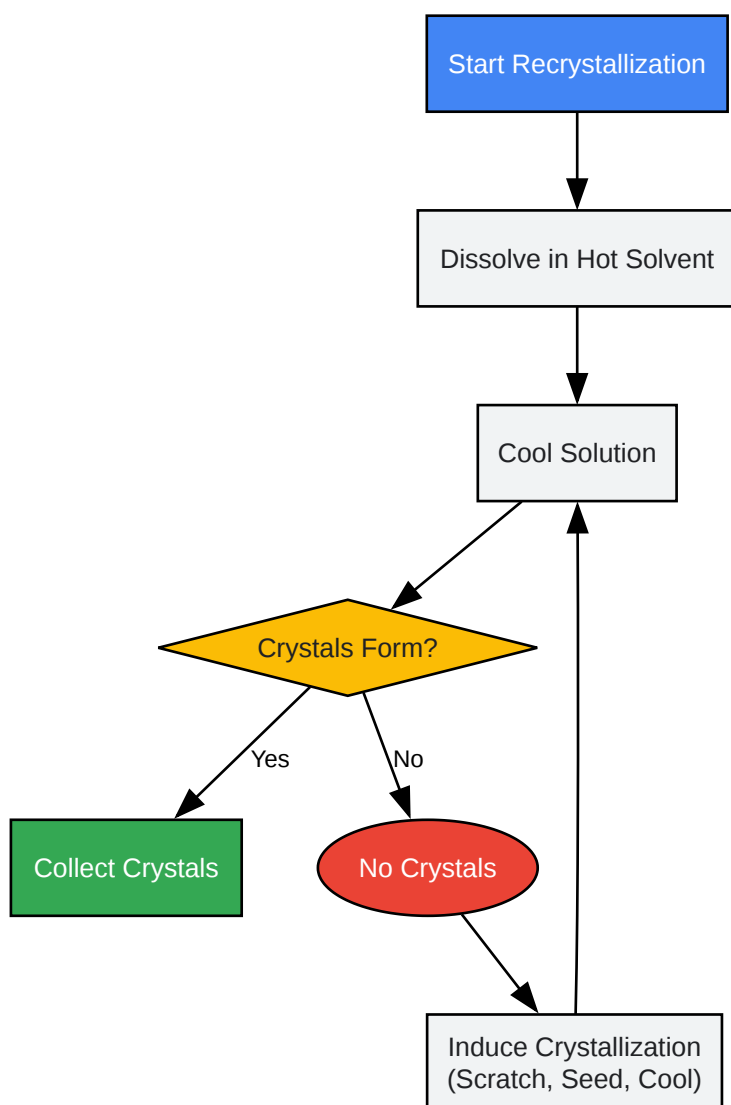 Start Recrystallization
Dissolve in Hot Solvent
Cool Solution
Crystals Form?
Yes
No
Collect Crystals
No Crystals
Induce Crystallization
(Scratch, Seed, Cool)